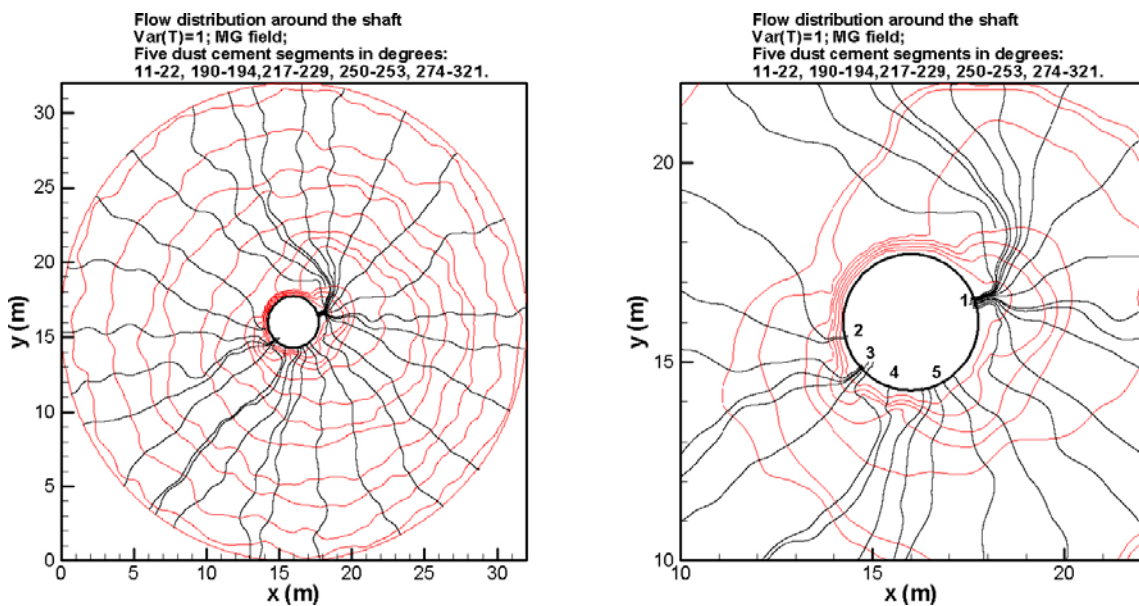 Flow distribution around the shaft
Var(T)=1; MG field;
Five dust cement segments in degrees:
11-22, 190-194,217-229, 250-253, 274-321.
30
25
20
15
10
5
0
y (m)
0 5 10 15 20 25 30
x (m)
Flow distribution around the shaft
Var(T)=1; MG field;
Five dust cement segments in degrees:
11-22, 190-194,217-229, 250-253, 274-321.
20
15
10
y (m)
1
2
3
4 5
10 15 20
x (m)